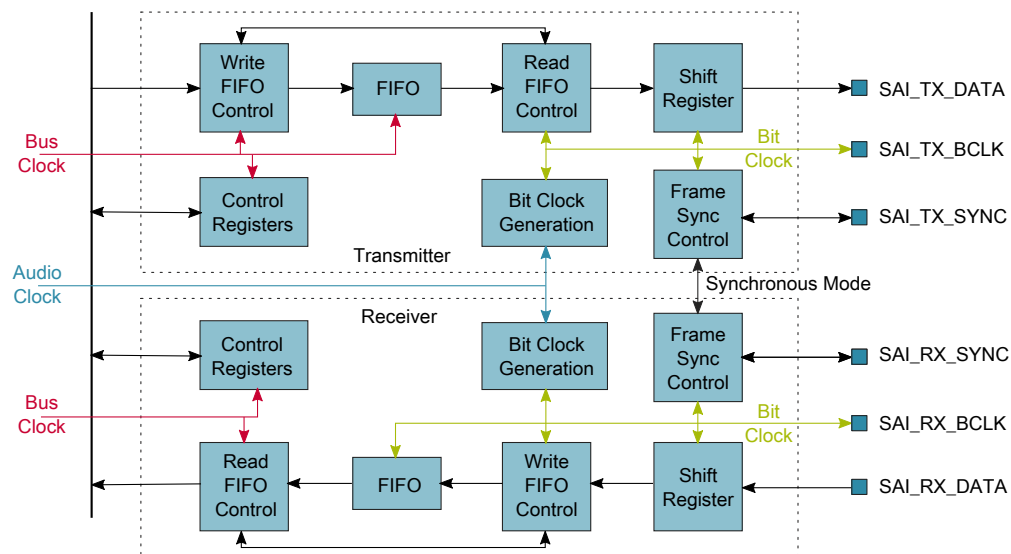 Write
FIFO
Control
FIFO
Read
FIFO
Control
Shift
Register
SAI_TX_DATA
Bus
Clock
Bit
Clock
SAI_TX_BCLK
Control
Registers
Bit Clock
Generation
Frame
Sync
Control
SAI_TX_SYNC
Transmitter
Audio
Clock
Synchronous Mode
Receiver
Control
Registers
Bit Clock
Generation
Frame
Sync
Control
SAI_RX_SYNC
Bus
Clock
Bit
Clock
SAI_RX_BCLK
Read
FIFO
Control
FIFO
Write
FIFO
Control
Shift
Register
SAI_RX_DATA